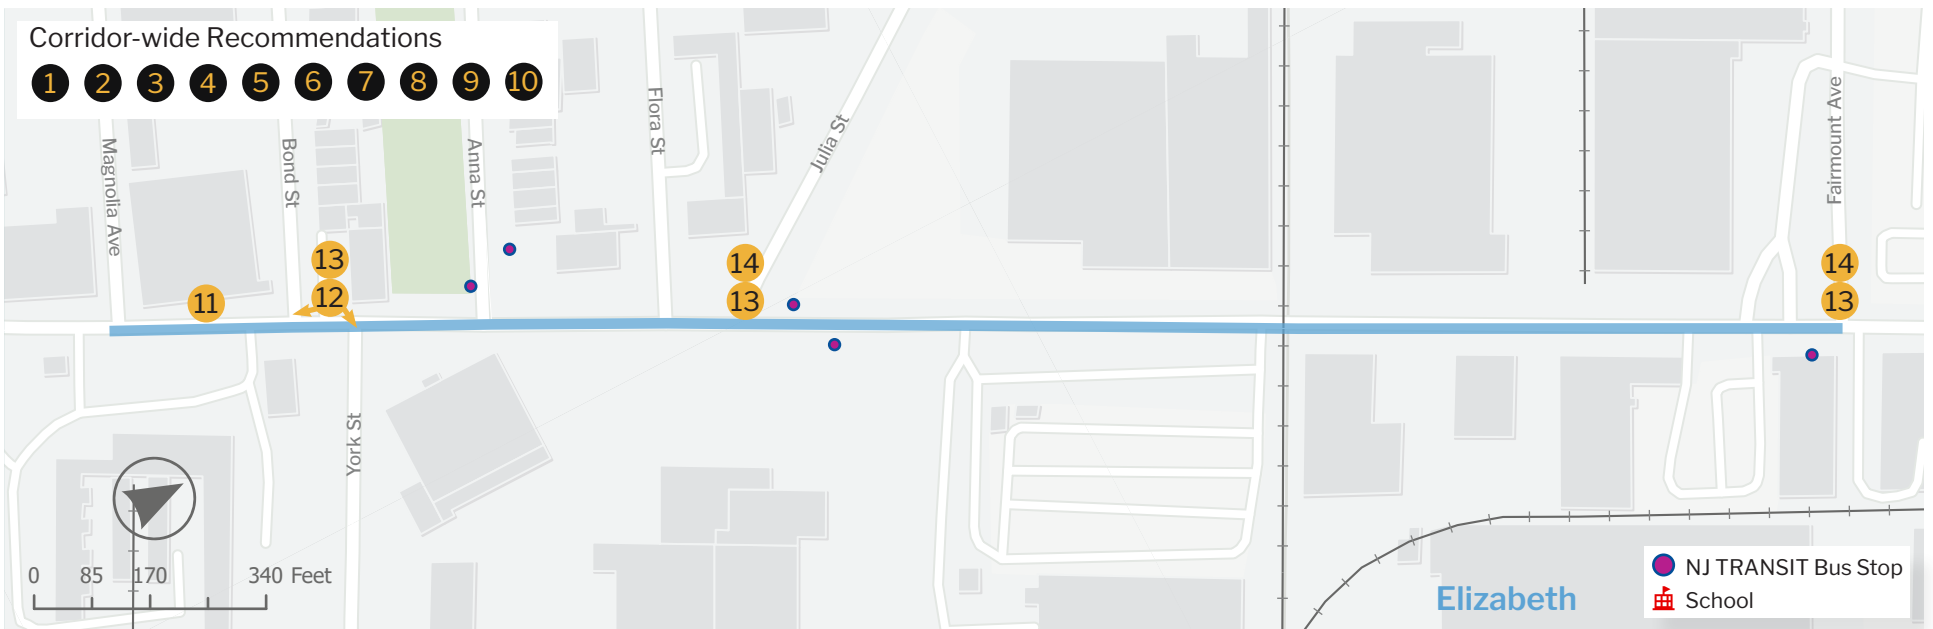 Corridor-wide Recommendations
1 2 3 4 5 6 7 8 9 10
Magnolia Ave
Bond St
Anna St
Flora St
Julia St
Fairmount Ave
11
13
12
14
13
14
13
York St
0 85 170 340 Feet
Elizabeth
NJ TRANSIT Bus Stop
School